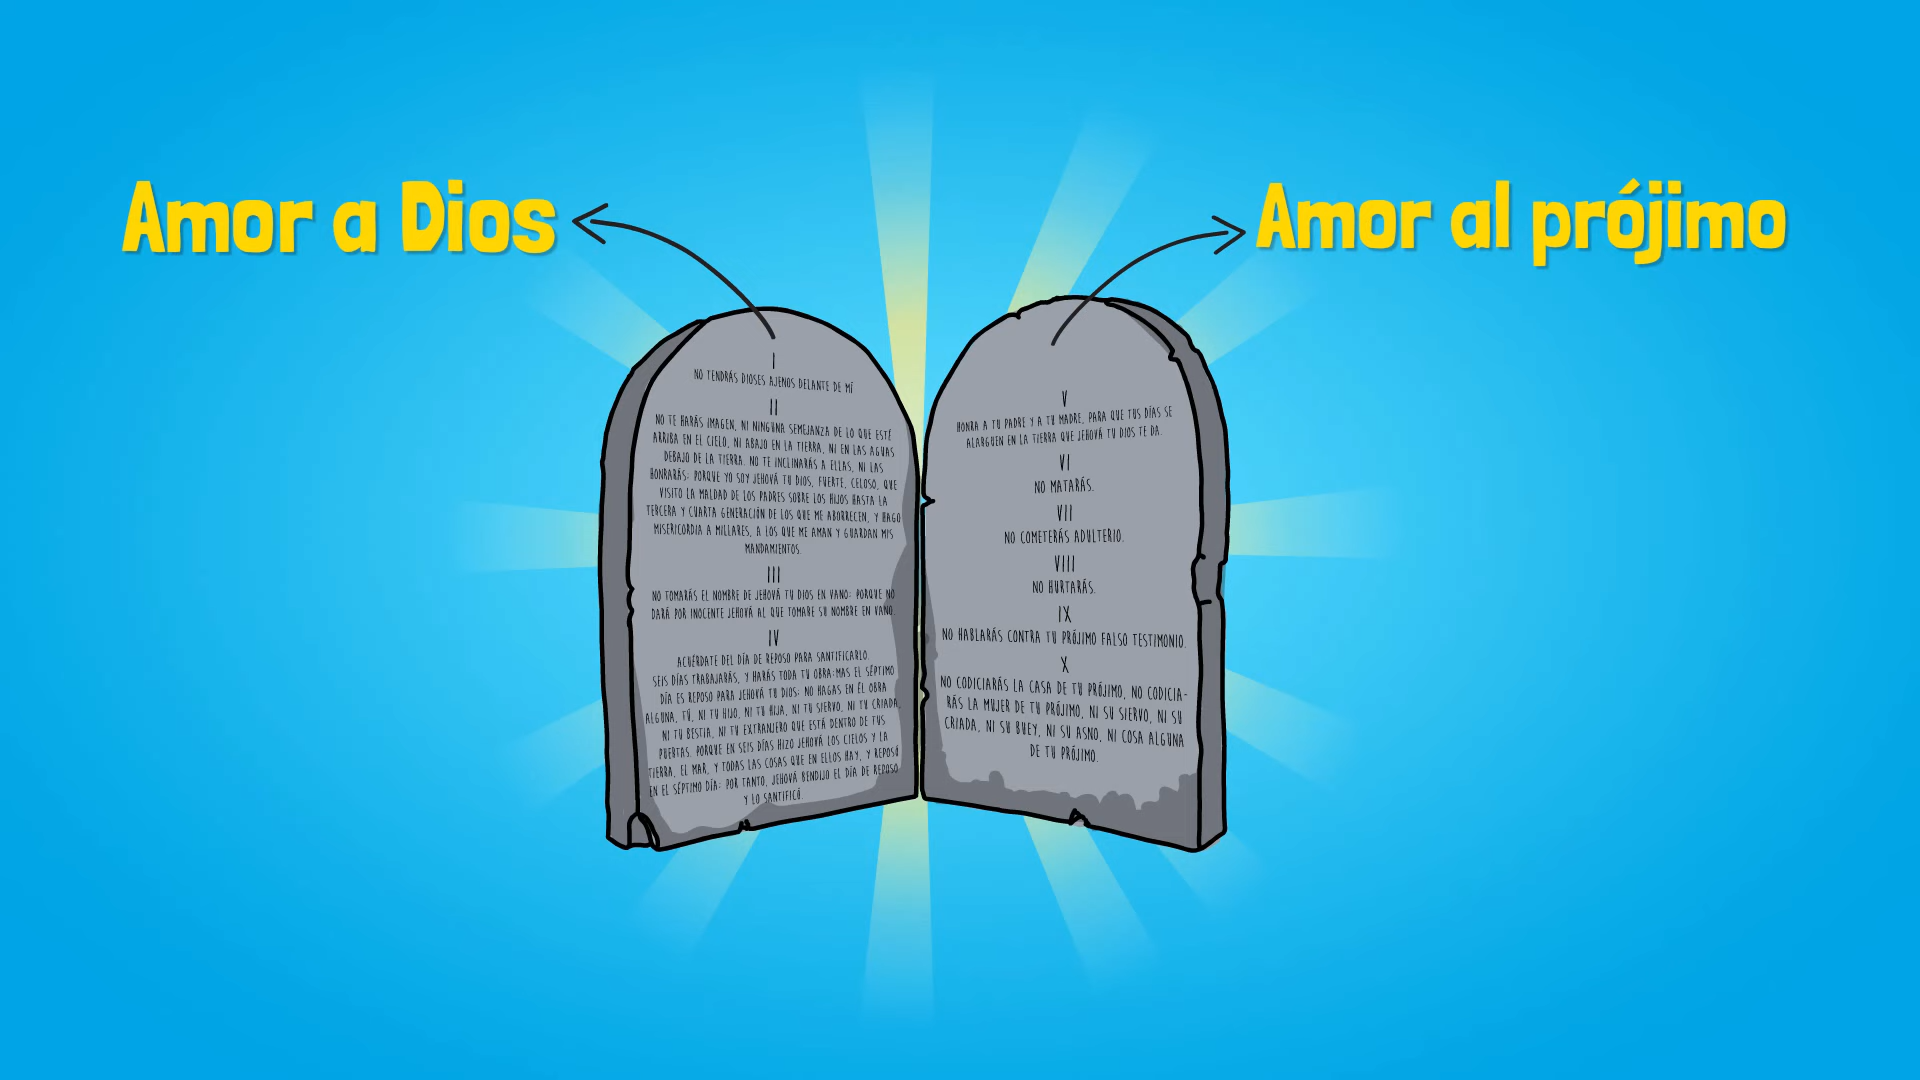 Amor a Dios
Amor al prójimo
I
NO TENDRÁS DIOSES AJENOS DELANTE DE MÍ
II
NO TE HARÁS IMAGEN, NI NINGUNA SEMEJANZA DE LO QUE ESTÉ
ARRIBA EN EL CIELO, NI ABAJO EN LA TIERRA, NI EN LAS AGUAS
DEBAJO DE LA TIERRA. NO TE INCLINARÁS A ELLAS, NI LAS
HONRARÁS; PORQUE YO SOY JEHOVÁ TU DIOS, FUERTE, CELOSO, QUE
VISITO LA MALDAD DE LOS PADRES SOBRE LOS HIJOS HASTA LA
TERCERA Y CUARTA GENERACIÓN DE LOS QUE ME ABORRECEN, Y HAGO
MISERICORDIA A MILLARES, A LOS QUE ME AMAN Y GUARDAN MIS
MANDAMIENTOS.
III
NO TOMARÁS EL NOMBRE DE JEHOVÁ TU DIOS EN VANO; PORQUE NO
DARÁ POR INOCENTE JEHOVÁ AL QUE TOMARE SU NOMBRE EN VANO.
IV
ACUÉRDATE DEL DÍA DE REPOSO PARA SANTIFICARLO.
SEIS DÍAS TRABAJARÁS, Y HARÁS TODA TU OBRA;MAS EL SÉPTIMO
DÍA ES REPOSO PARA JEHOVÁ TU DIOS; NO HAGAS EN ÉL OBRA
ALGUNA, TÚ, NI TU HIJO, NI TU HIJA, NI TU SIERVO, NI TU CRIADA,
NI TU BESTIA, NI TU EXTRANJERO QUE ESTÁ DENTRO DE TUS
PUERTAS. PORQUE EN SEIS DÍAS HIZO JEHOVÁ LOS CIELOS Y LA
TIERRA, EL MAR, Y TODAS LAS COSAS QUE EN ELLOS HAY, Y REPOSÓ
EN EL SÉPTIMO DÍA; POR TANTO, JEHOVÁ BENDIJO EL DÍA DE REPOSO
Y LO SANTIFICÓ.
V
HONRA A TU PADRE Y A TU MADRE, PARA QUE TUS DÍAS SE
ALARGUEN EN LA TIERRA QUE JEHOVÁ TU DIOS TE DA.
VI
NO MATARÁS.
VII
NO COMETERÁS ADULTERIO.
VIII
NO HURTARÁS.
IX
NO HABLARÁS CONTRA TU PRÓJIMO FALSO TESTIMONIO.
X
NO CODICIARÁS LA CASA DE TU PRÓJIMO, NO CODICIA-
RÁS LA MUJER DE TU PRÓJIMO, NI SU SIERVO, NI SU
CRIADA, NI SU BUEY, NI SU ASNO, NI COSA ALGUNA
DE TU PRÓJIMO.